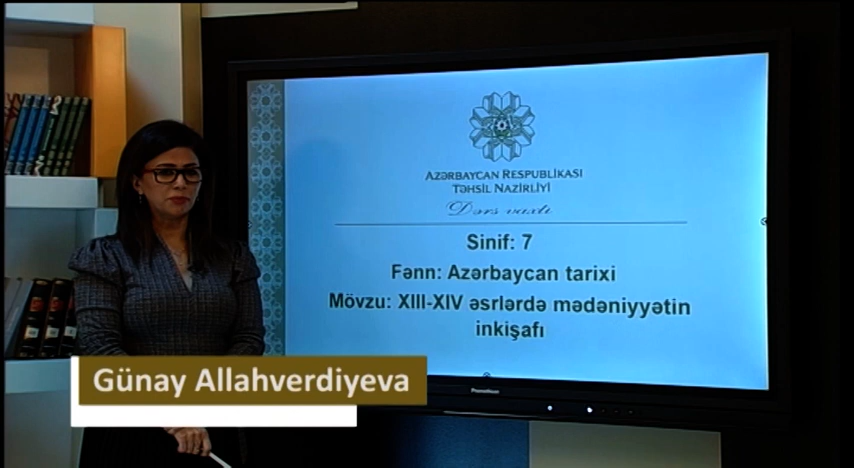 AZƏRBAYCAN RESPUBLİKASI
TƏHSİL NAZİRLİYİ
Dərs vaxtı
Sinif: 7
Fənn: Azərbaycan tarixi
Mövzu: XIII-XIV əsrlərdə mədəniyyətin
inkişafı
Günay Allahverdiyeva
Promethean